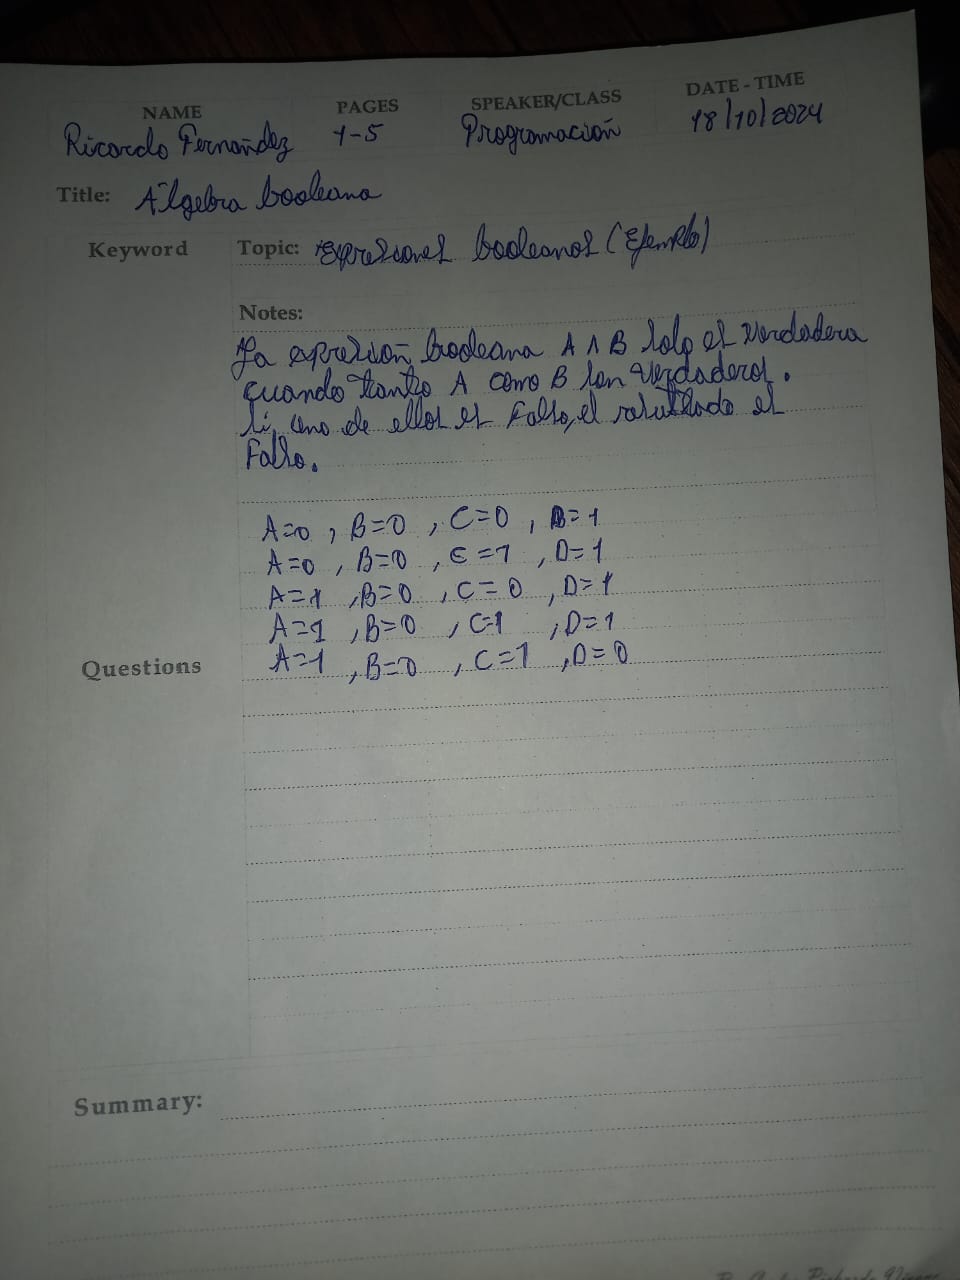 NAME PAGES SPEAKER/CLASS DATE - TIME
Ricardo Fernández 1-5 Programación 18/10/2024
Title: Álgebra booleana
Keyword Topic: Expresiones booleanas (Ejemplo)
Notes:
La expresión booleana A ∧ B solo es verdadera
cuando tanto A como B son verdaderos.
Si uno de ellos es Falso, el resultado es
Falso.
A=0 , B=0 , C=0 , B=1
A=0 , B=0 , C=1 , D=1
A=1 , B=0 , C=0 , D=1
A=1 , B=0 , C=1 , D=1
Questions A=1 , B=0 , C=1 , D=0
Summary: